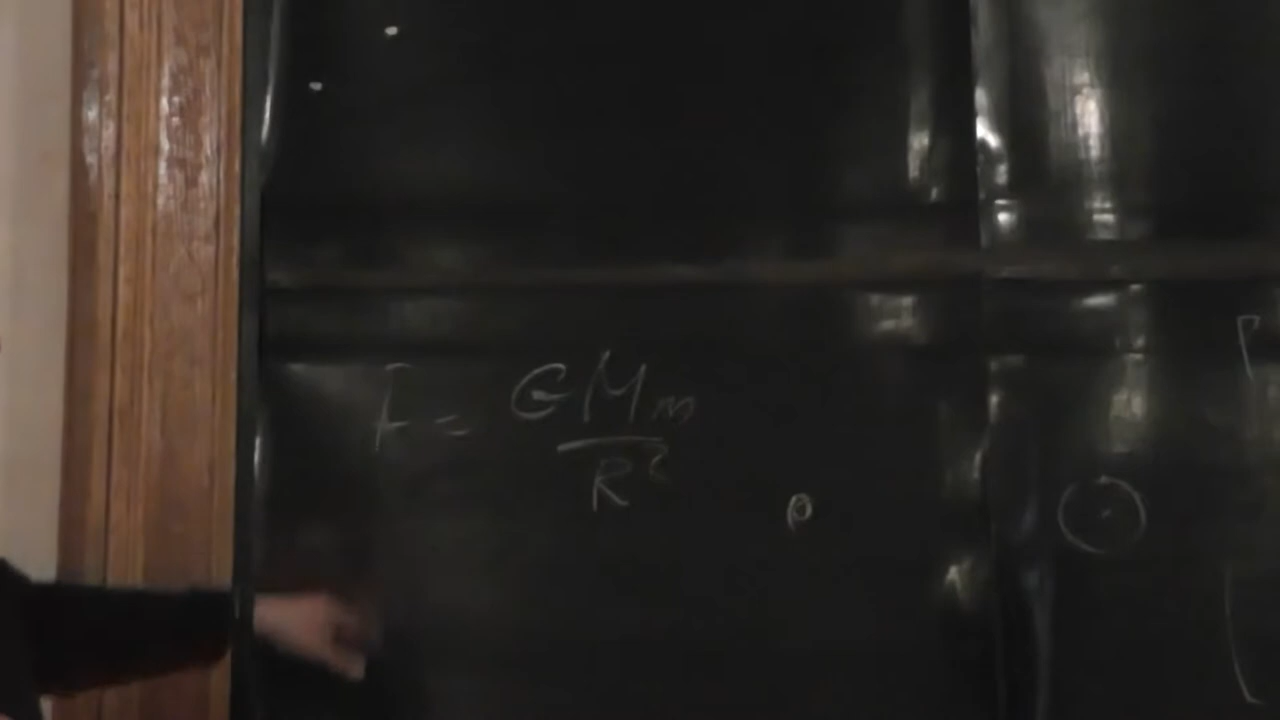 F = GMm / R²
ρ